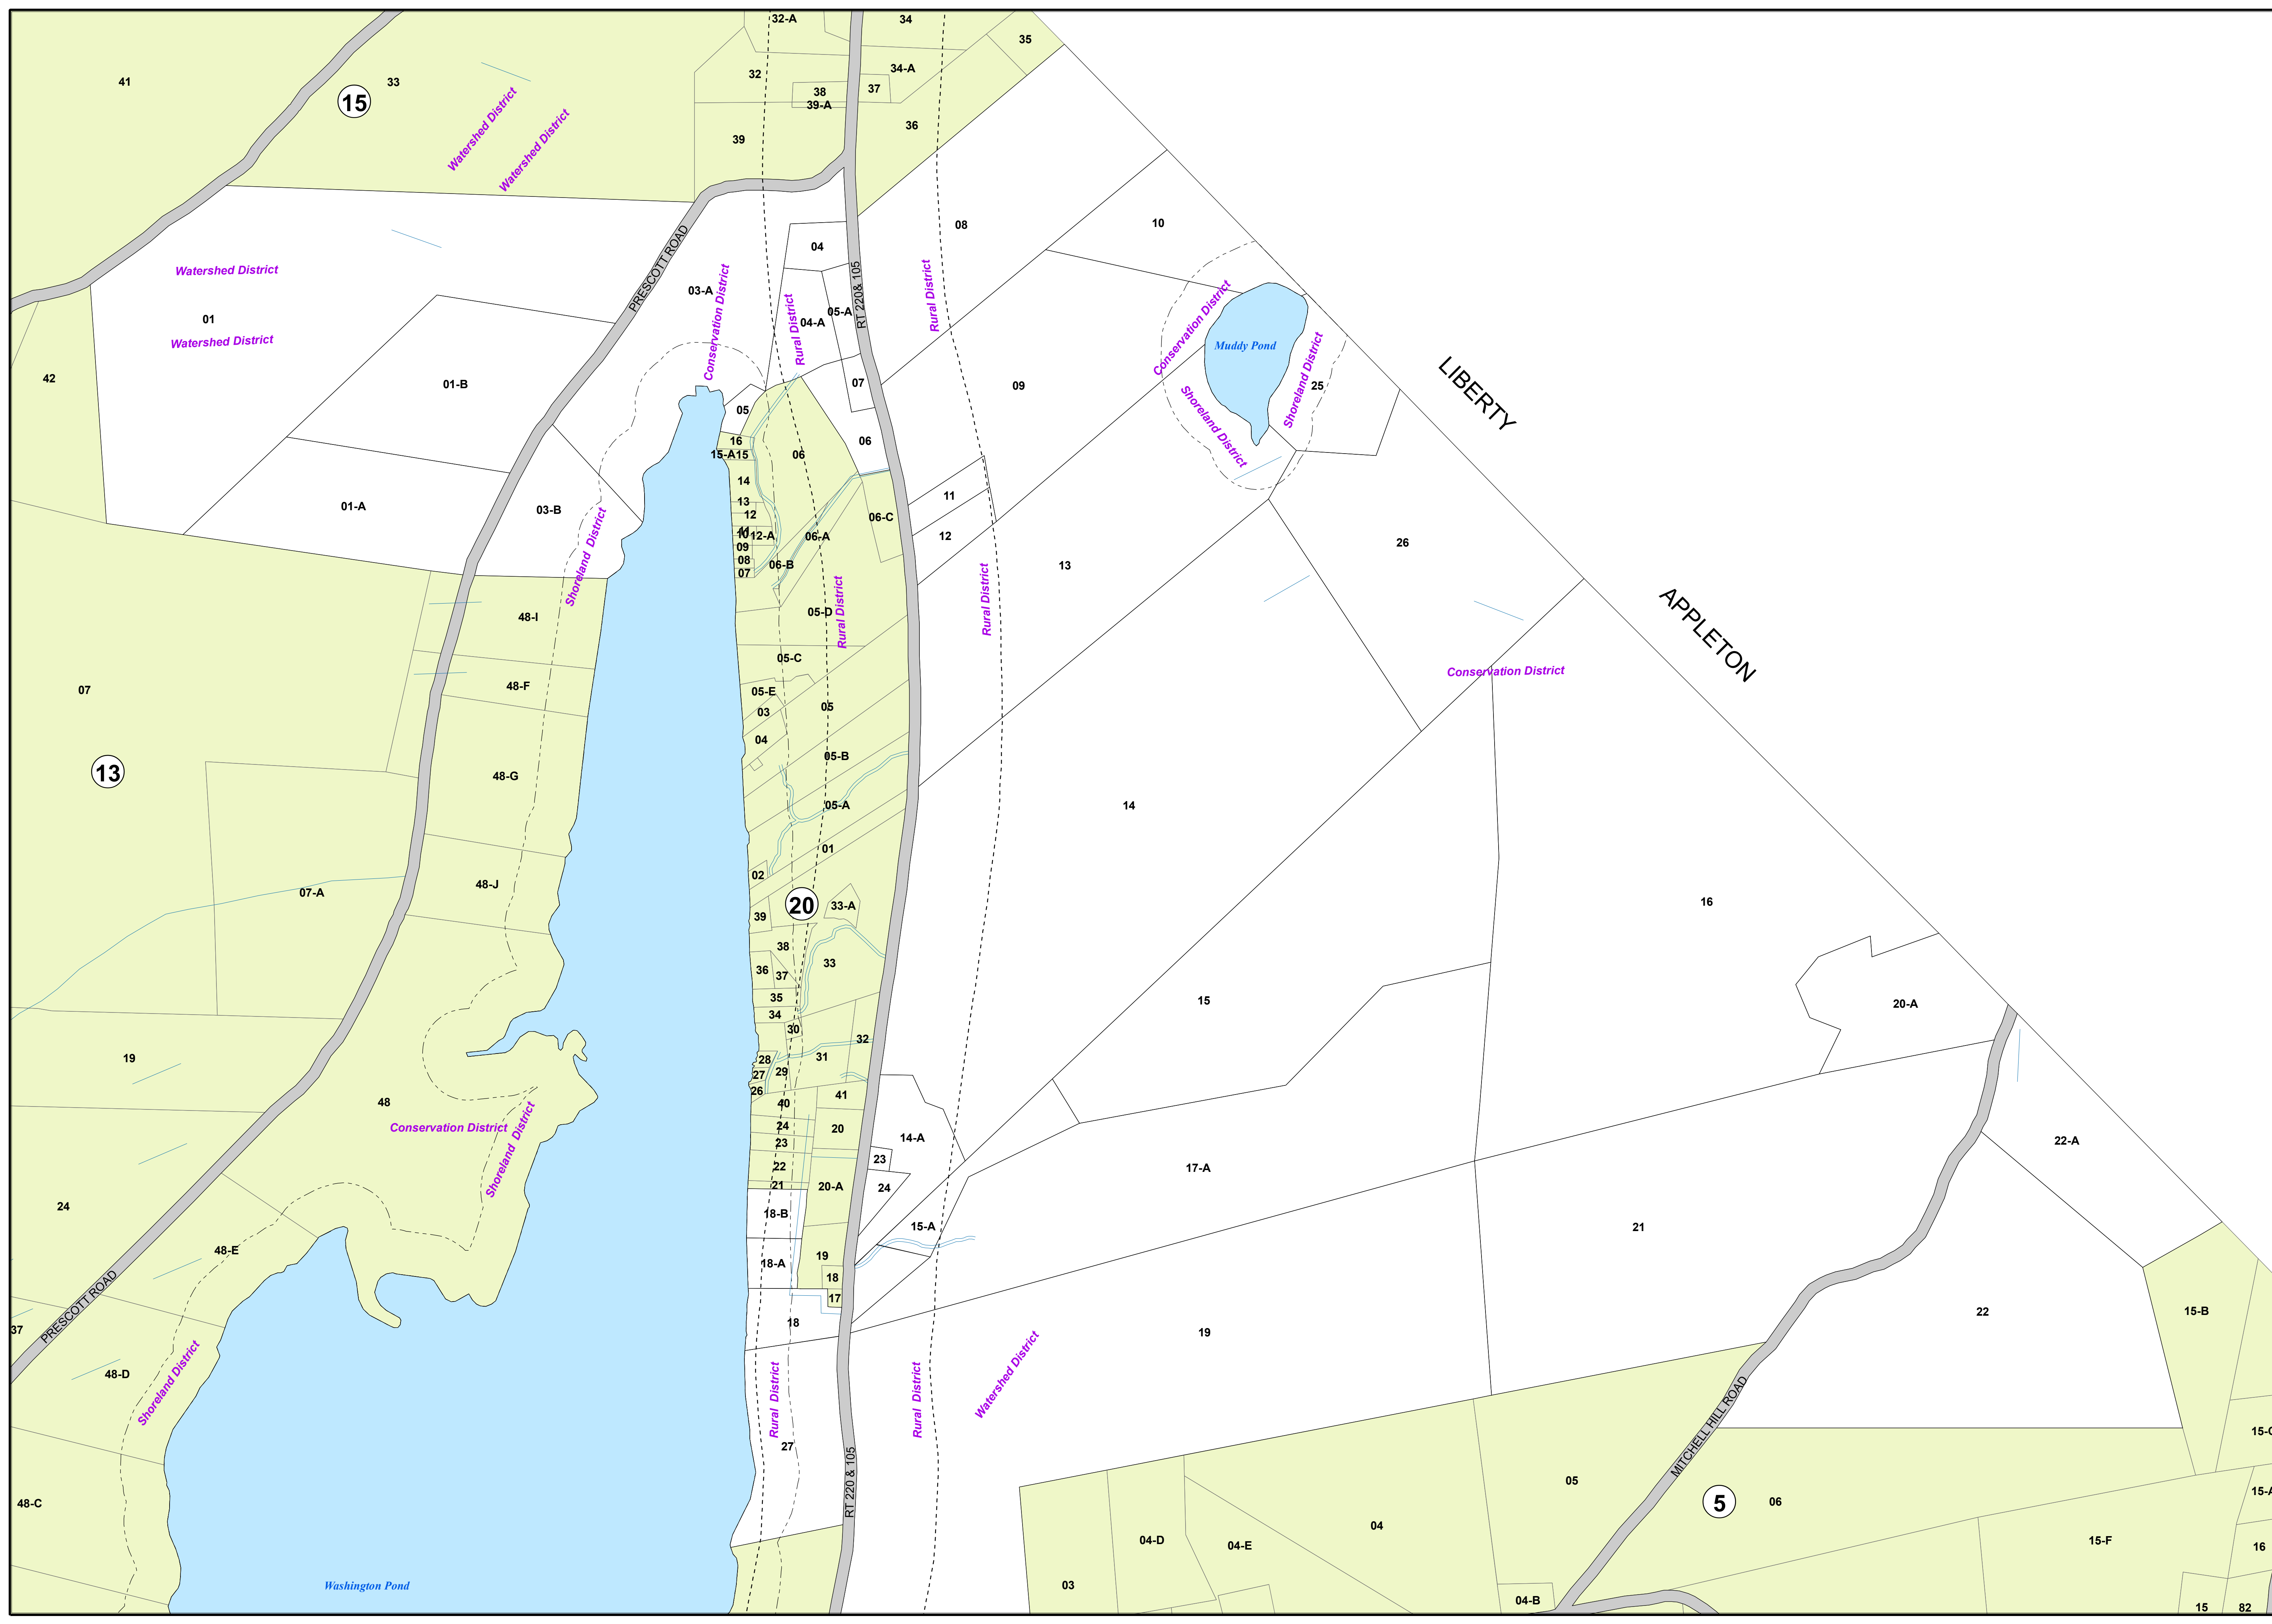 32-A
34
35
41
33
32
34-A
15
38
37
39-A
36
39
Watershed District
Watershed District
PRESCOTT ROAD
08
10
04
Watershed District
03-A
Conservation District
Rural District
RT 220& 105
Rural District
01
04-A
05-A
Watershed District
Conservation District
Muddy Pond
Shoreland District
25
42
01-B
07
09
LIBERTY
05
Shoreland District
16
06
15-A
15
06
14
11
01-A
03-B
13
12
06-C
11
10
12-A
06-A
12
26
09
08
06-B
13
07
Shoreland District
Rural District
Rural District
48-I
05-D
APPLETON
05-C
Conservation District
07
48-F
05-E
03
05
04
05-B
13
48-G
05-A
14
01
02
48-J
07-A
20
33-A
39
16
38
33
36
37
35
15
20-A
34
30
32
19
28
31
27
29
26
48
40
41
Conservation District
Shoreland District
24
20
14-A
23
22-A
23
22
17-A
24
21
20-A
24
18-B
15-A
21
48-E
18-A
19
18
17
PRESCOTT ROAD
37
18
19
22
15-B
48-D
Shoreland District
Rural District
Rural District
Watershed District
MITCHELL HILL ROAD
27
RT 220 & 105
15-C
05
15-A
48-C
5
06
04
04-D
04-E
15-F
16
Washington Pond
03
04-B
15
82